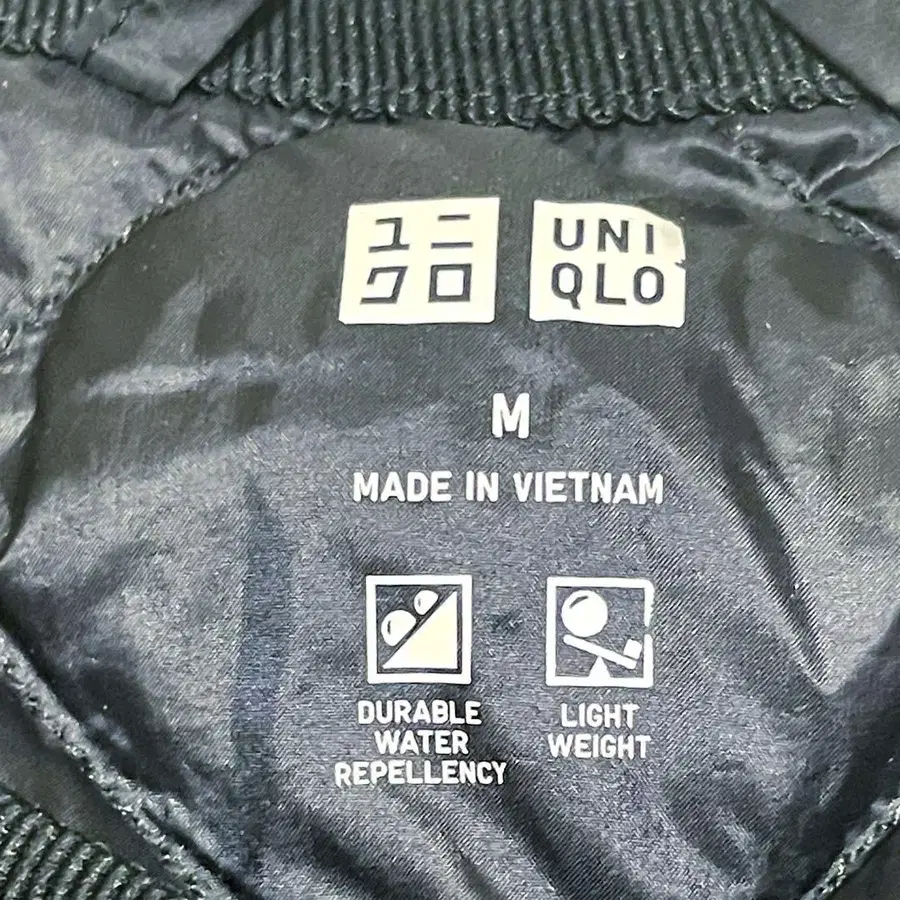 ユニ
クロ
UNI
QLO
M
MADE IN VIETNAM
DURABLE
WATER
REPELLENCY
LIGHT
WEIGHT